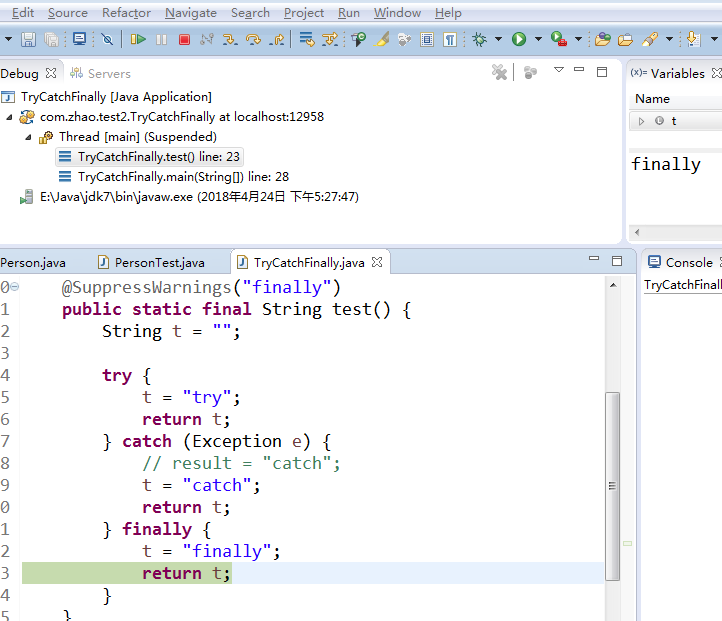 Edit Source Refactor Navigate Search Project Run Window Help
Debug Servers
TryCatchFinally [Java Application]
com.zhao.test2.TryCatchFinally at localhost:12958
Thread [main] (Suspended)
TryCatchFinally.test() line: 23
TryCatchFinally.main(String[]) line: 28
E:\Java\jdk7\bin\javaw.exe (2018年4月24日 下午5:27:47)
(x)= Variables
Name
t
finally
Person.java PersonTest.java TryCatchFinally.java
0 @SuppressWarnings("finally")
1 public static final String test() {
2 String t = "";
3
4 try {
5 t = "try";
6 return t;
7 } catch (Exception e) {
8 // result = "catch";
9 t = "catch";
0 return t;
1 } finally {
2 t = "finally";
3 return t;
4 }
5 }
Console
TryCatchFinall